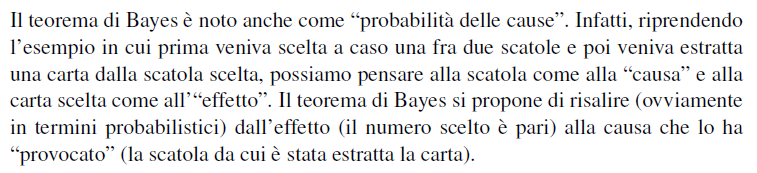 Il teorema di Bayes è noto anche come “probabilità delle cause”. Infatti, riprendendo
l’esempio in cui prima veniva scelta a caso una fra due scatole e poi veniva estratta
una carta dalla scatola scelta, possiamo pensare alla scatola come alla “causa” e alla
carta scelta come all’“effetto”. Il teorema di Bayes si propone di risalire (ovviamente
in termini probabilistici) dall’effetto (il numero scelto è pari) alla causa che lo ha
“provocato” (la scatola da cui è stata estratta la carta).